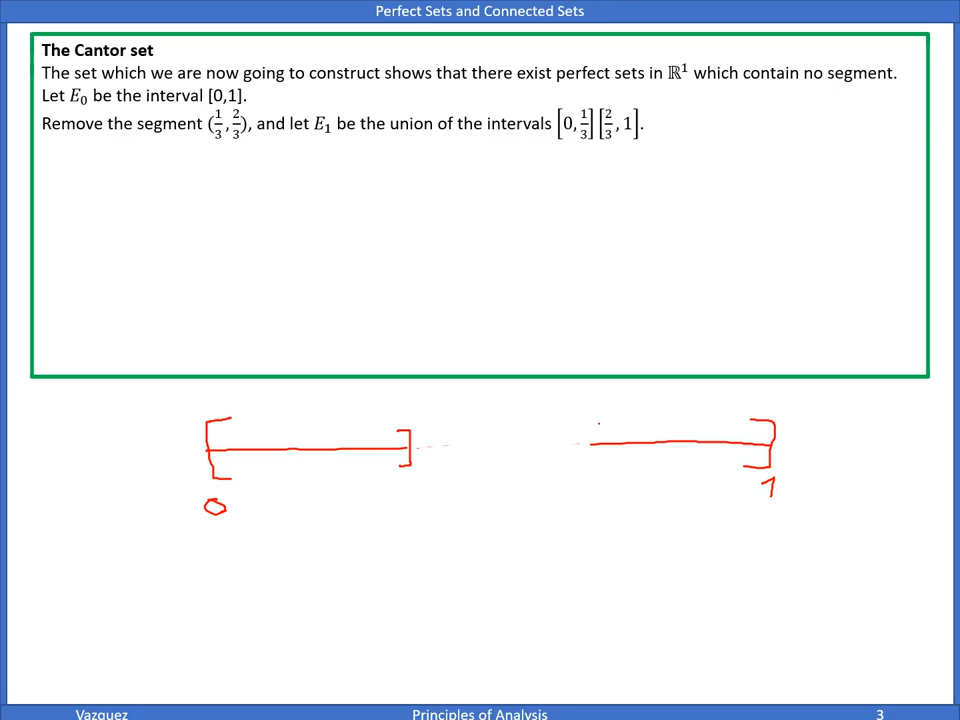 Perfect Sets and Connected Sets
The Cantor set
The set which we are now going to construct shows that there exist perfect sets in ℝ¹ which contain no segment.
Let E₀ be the interval [0,1].
Remove the segment (1/3, 2/3), and let E₁ be the union of the intervals [0, 1/3] [2/3, 1].
0
1
Vazquez
Principles of Analysis
3